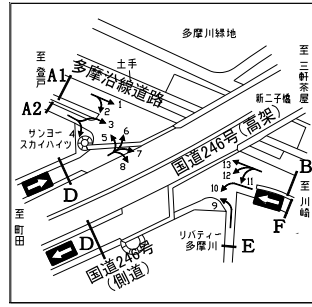 多摩川緑地
至 三軒茶屋
土手
新二子橋
至 登戸
多摩沿線道路
A1
A2
1
2
3
4
5
6
7
8
サンヨー
スカイハイツ
国道246号(高架)
13
12
10
11
9
B
至 川崎
F
D
至 町田
D
国道246号
(側道)
リバティー
多摩川
E